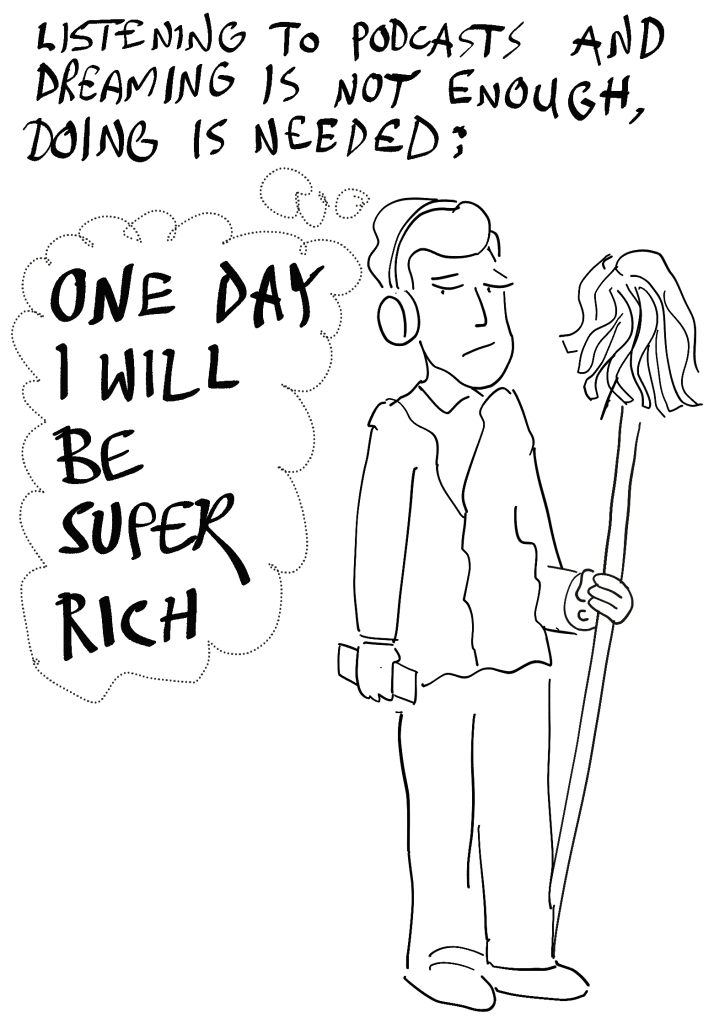 LISTENING TO PODCASTS AND
DREAMING IS NOT ENOUGH,
DOING IS NEEDED;
ONE DAY
I WILL
BE
SUPER
RICH